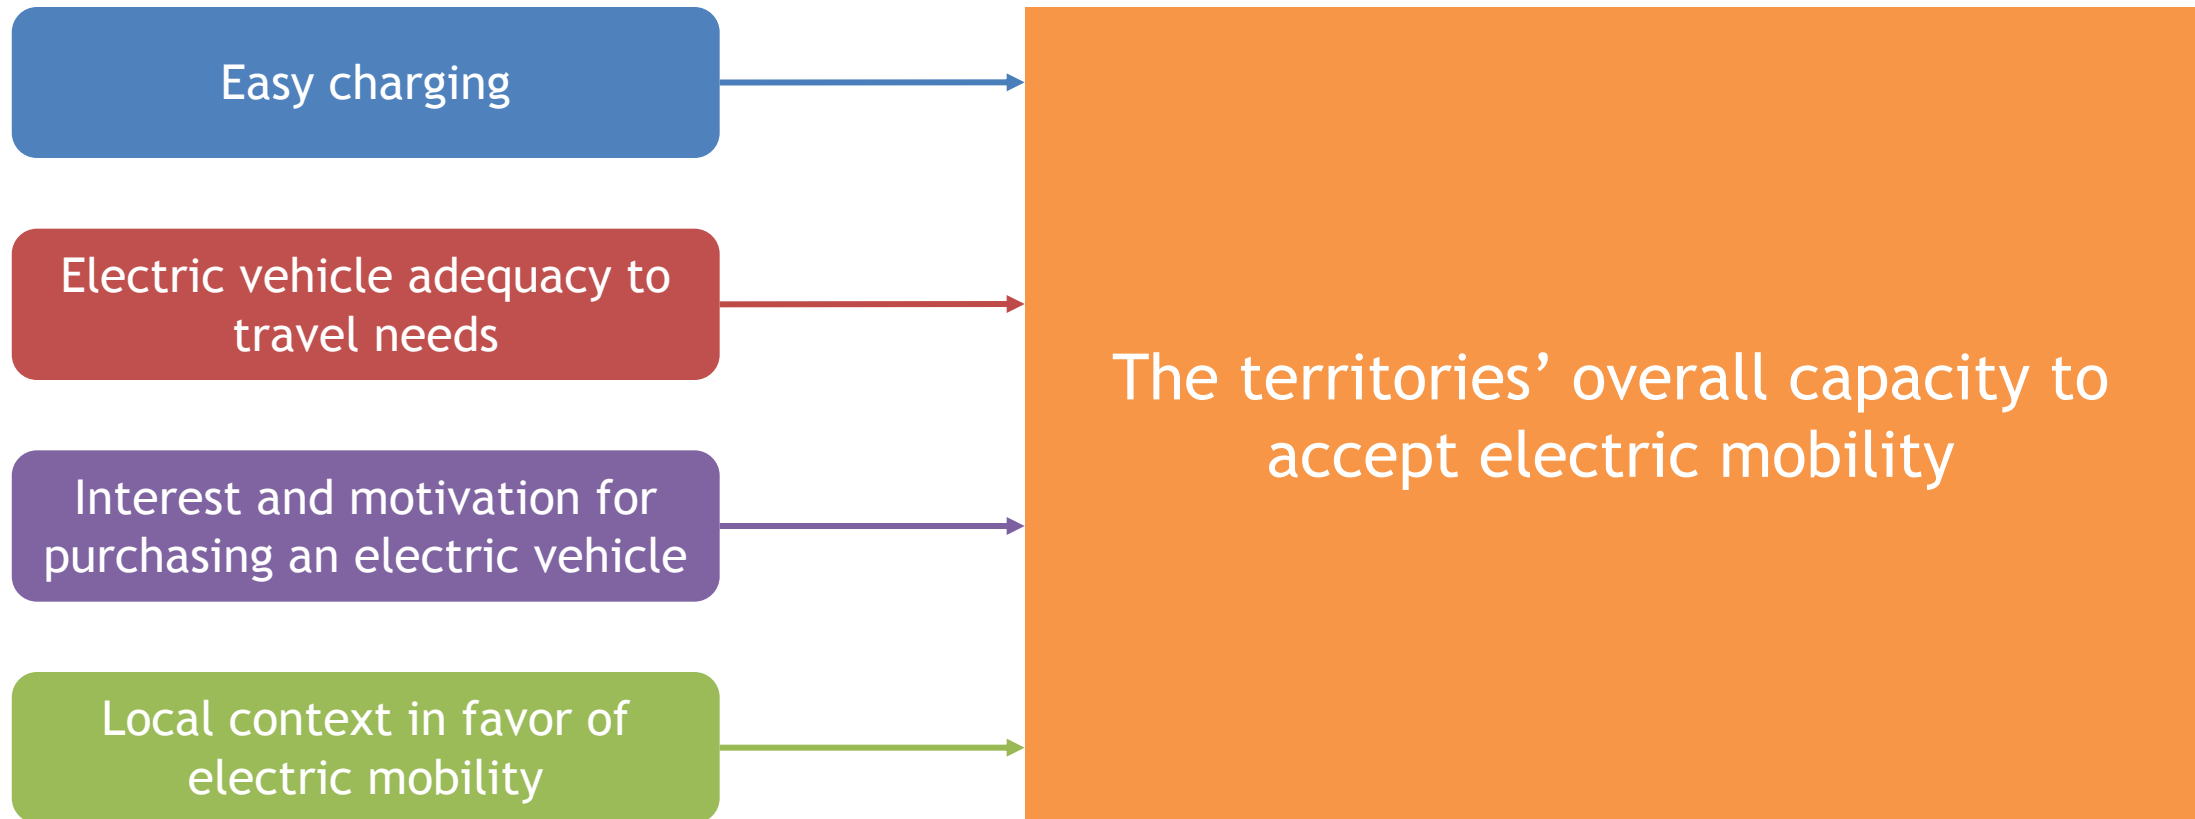 Easy charging
Electric vehicle adequacy to
travel needs
Interest and motivation for
purchasing an electric vehicle
Local context in favor of
electric mobility
The territories’ overall capacity to
accept electric mobility